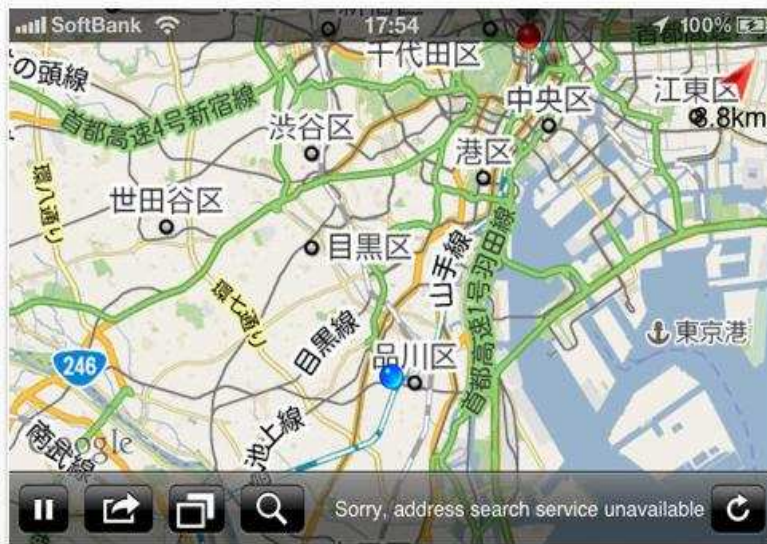 SoftBank 17:54 100%
千代田区
の頭線
首都高速4号新宿線
中央区
江東区
8.8km
渋谷区
港区
環八通り
世田谷区
目黒区
山手線
首都高速1号羽田線
環七通り
目黒線
東京港
品川区
246
池上線
南武線
Google
Sorry, address search service unavailable